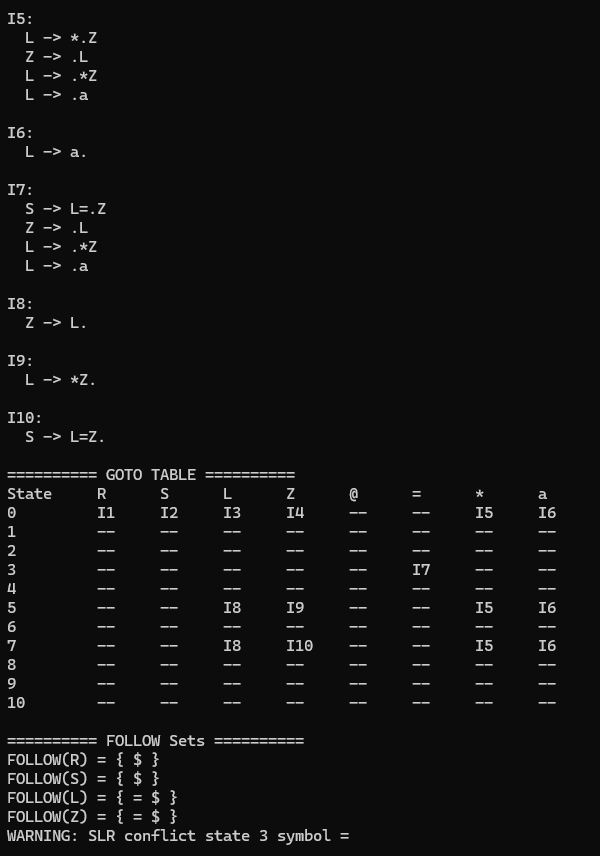 I5:
  L -> *.Z
  Z -> .L
  L -> .*Z
  L -> .a

I6:
  L -> a.

I7:
  S -> L=.Z
  Z -> .L
  L -> .*Z
  L -> .a

I8:
  Z -> L.

I9:
  L -> *Z.

I10:
  S -> L=Z.

========== GOTO TABLE ==========
State     R      S      L      Z      @      =      *      a
0         I1     I2     I3     I4     --     --     I5     I6
1         --     --     --     --     --     --     --     --
2         --     --     --     --     --     --     --     --
3         --     --     --     --     --     I7     --     --
4         --     --     --     --     --     --     --     --
5         --     --     I8     I9     --     --     I5     I6
6         --     --     --     --     --     --     --     --
7         --     --     I8     I10    --     --     I5     I6
8         --     --     --     --     --     --     --     --
9         --     --     --     --     --     --     --     --
10        --     --     --     --     --     --     --     --

========== FOLLOW Sets ==========
FOLLOW(R) = { $ }
FOLLOW(S) = { $ }
FOLLOW(L) = { = $ }
FOLLOW(Z) = { = $ }
WARNING: SLR conflict state 3 symbol =